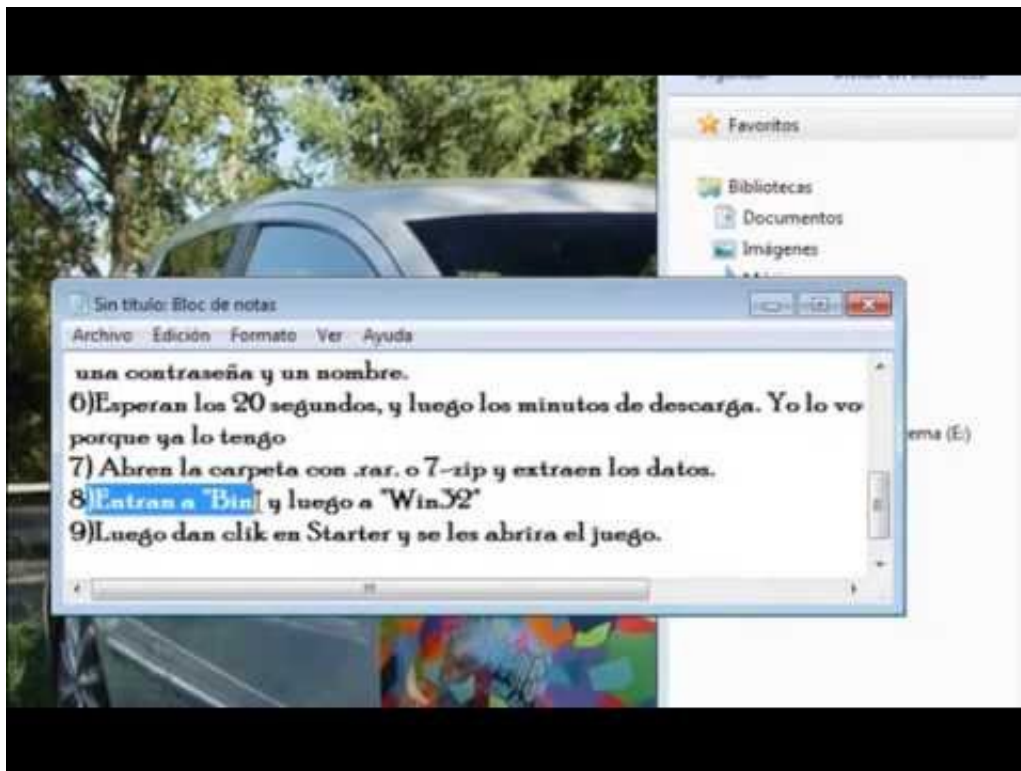 Favoritos
Bibliotecas
Documentos
Imágenes
Sin título: Bloc de notas
Archivo Edición Formato Ver Ayuda
una contraseña y un nombre.
6)Esperan los 20 segundos, y luego los minutos de descarga. Yo lo vo
porque ya lo tengo
ema (E:)
7) Abren la carpeta con .rar. o 7-zip y extraen los datos.
8)Entran a "Bin" y luego a "Win32"
9)Luego dan clik en Starter y se les abrira el juego.